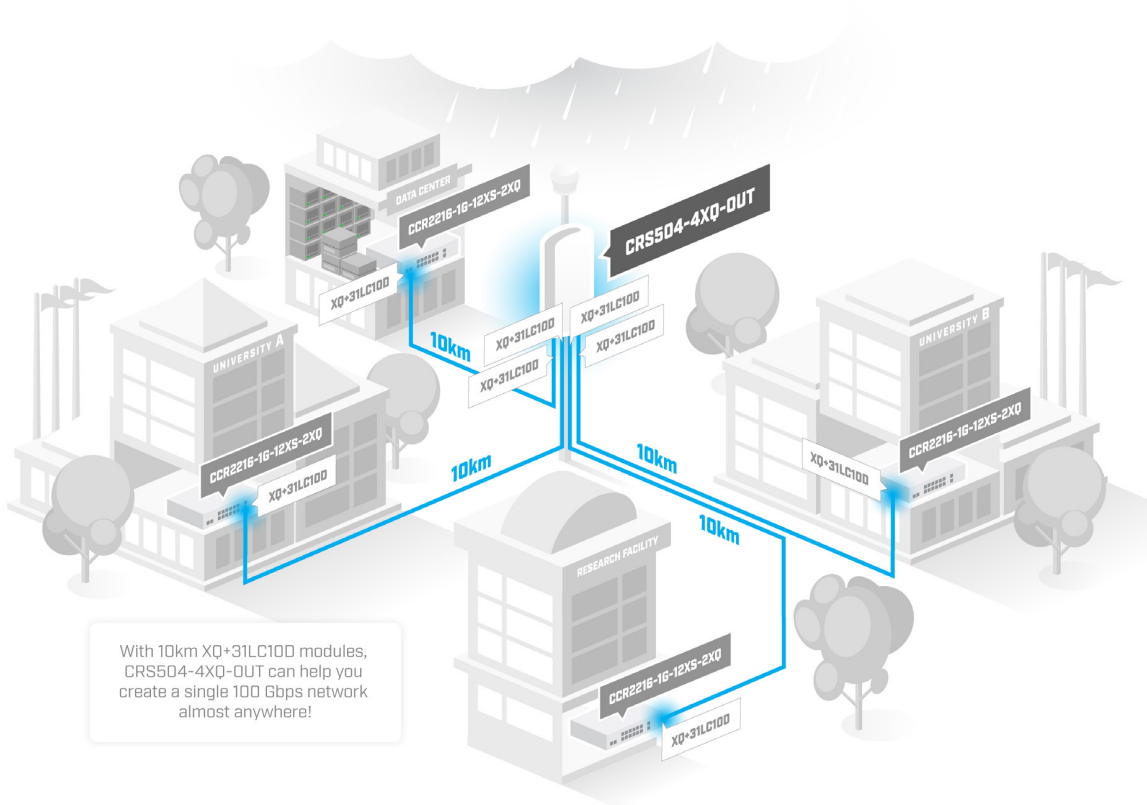 DATA CENTER
CCR2216-1G-12XS-2XQ
CRS504-4XQ-OUT
XQ+31LC10D
XQ+31LC10D
XQ+31LC10D
XQ+31LC10D
XQ+31LC10D
10km
UNIVERSITY A
UNIVERSITY B
CCR2216-1G-12XS-2XQ
XQ+31LC10D
10km
10km
XQ+31LC10D
CCR2216-1G-12XS-2XQ
10km
RESEARCH FACILITY
With 10km XQ+31LC10D modules,
CRS504-4XQ-OUT can help you
create a single 100 Gbps network
almost anywhere!
CCR2216-1G-12XS-2XQ
XQ+31LC10D